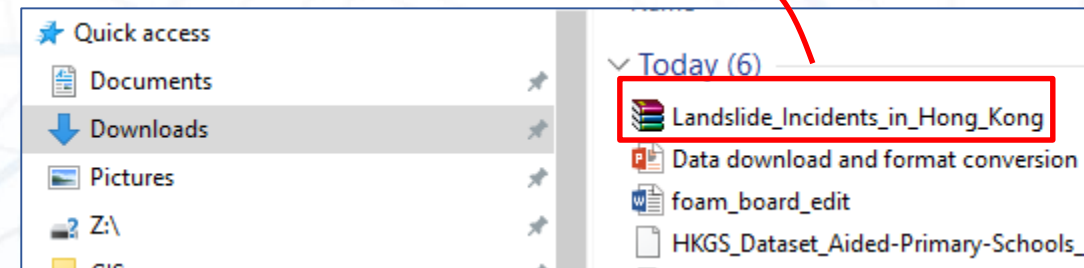 Quick access
Documents
Downloads
Pictures
Z:\
Today (6)
Landslide_Incidents_in_Hong_Kong
Data download and format conversion
foam_board_edit
HKGS_Dataset_Aided-Primary-Schools_